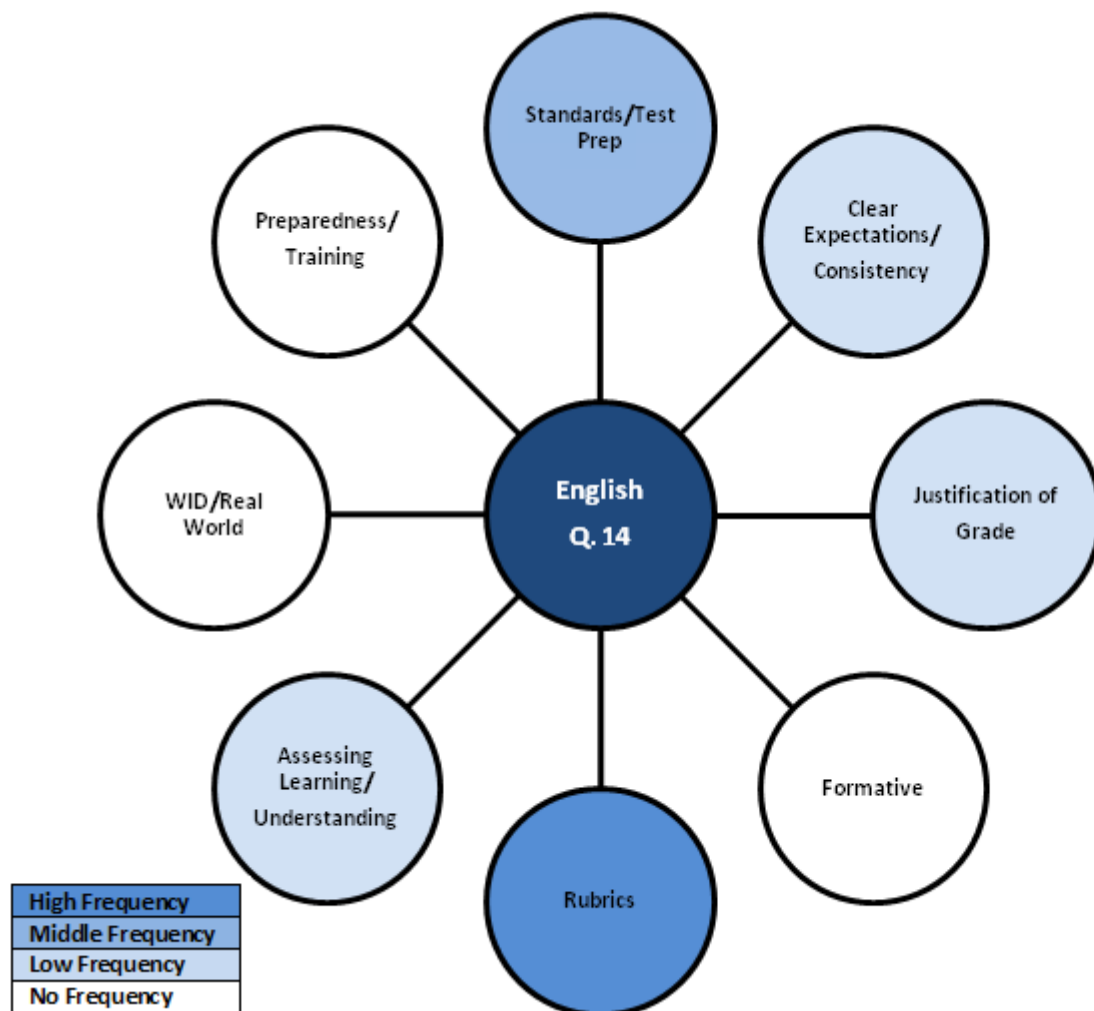 Standards/Test
Prep
Preparedness/
Training
Clear
Expectations/
Consistency
WID/Real
World
English
Q. 14
Justification of
Grade
Assessing
Learning/
Understanding
Formative
Rubrics
High Frequency
Middle Frequency
Low Frequency
No Frequency